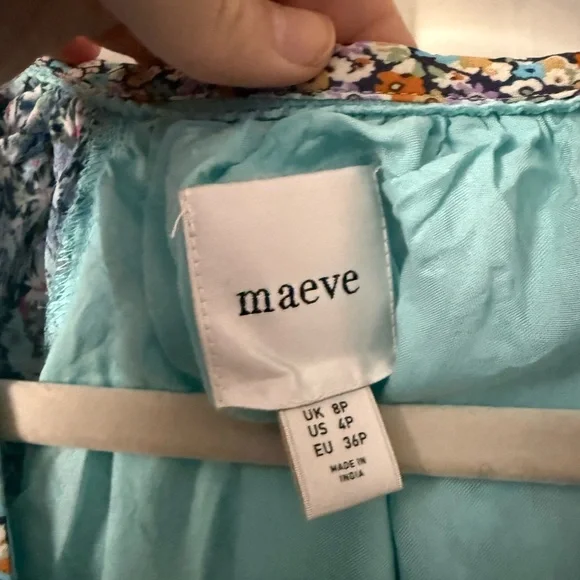 maeve
UK 8P
US 4P
EU 36P
MADE IN
INDIA